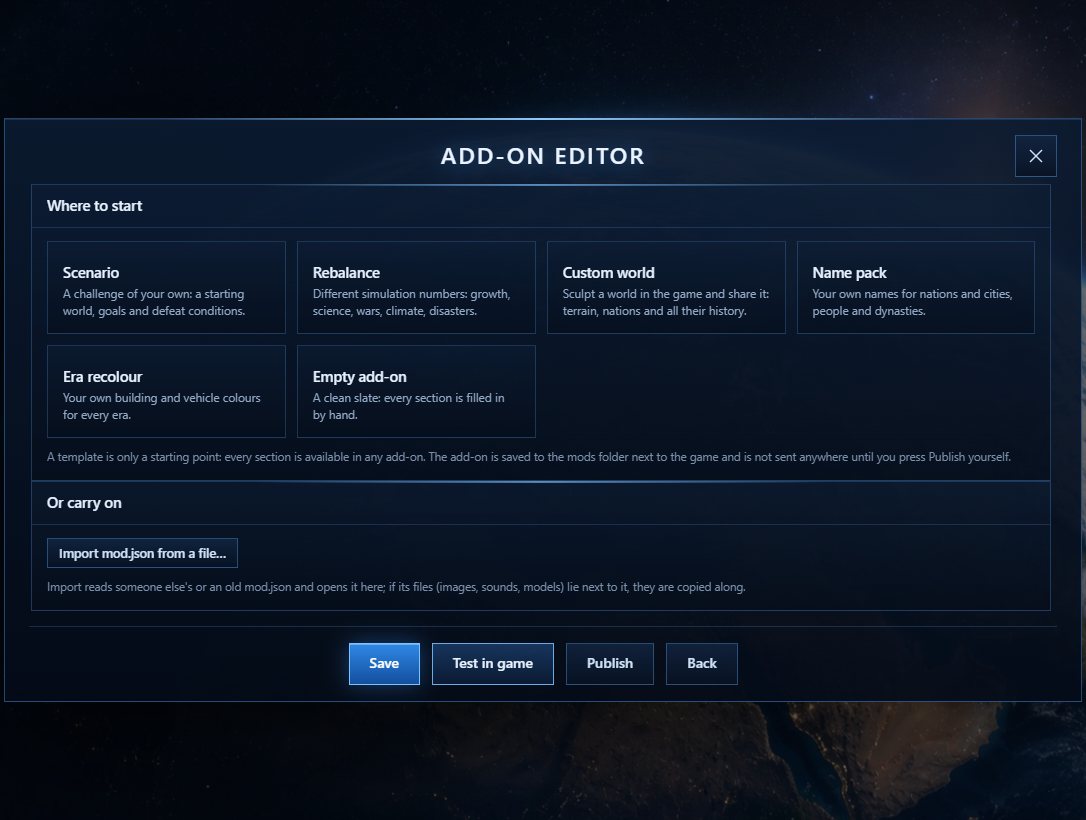 ADD-ON EDITOR
Where to start
Scenario
A challenge of your own: a starting
world, goals and defeat conditions.
Rebalance
Different simulation numbers: growth,
science, wars, climate, disasters.
Custom world
Sculpt a world in the game and share it:
terrain, nations and all their history.
Name pack
Your own names for nations and cities,
people and dynasties.
Era recolour
Your own building and vehicle colours
for every era.
Empty add-on
A clean slate: every section is filled in
by hand.
A template is only a starting point: every section is available in any add-on. The add-on is saved to the mods folder next to the game and is not sent anywhere until you press Publish yourself.
Or carry on
Import mod.json from a file...
Import reads someone else's or an old mod.json and opens it here; if its files (images, sounds, models) lie next to it, they are copied along.
Save
Test in game
Publish
Back